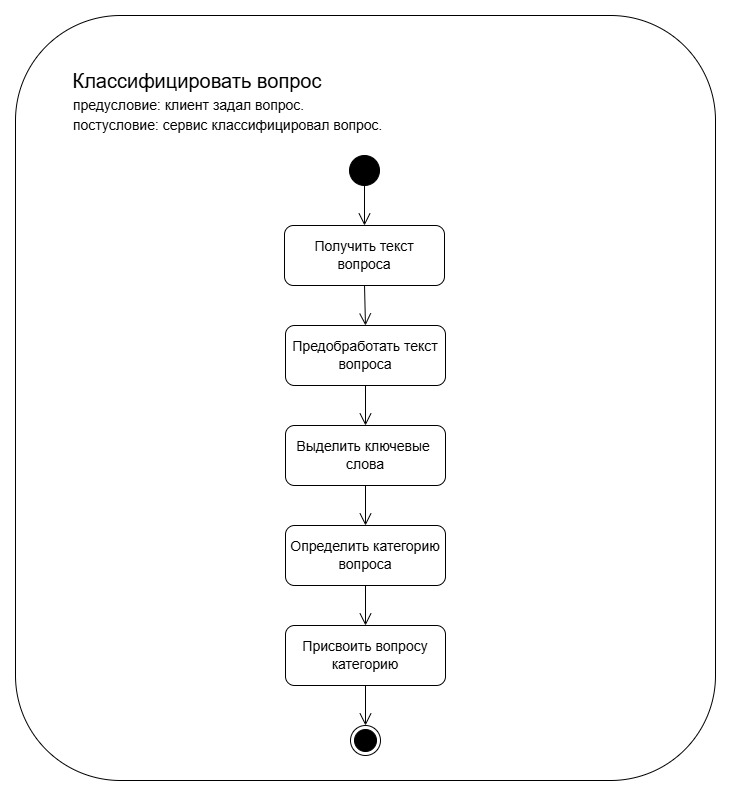 Классифицировать вопрос
предусловие: клиент задал вопрос.
постусловие: сервис классифицировал вопрос.
Получить текст
вопроса
Предобработать текст
вопроса
Выделить ключевые
слова
Определить категорию
вопроса
Присвоить вопросу
категорию